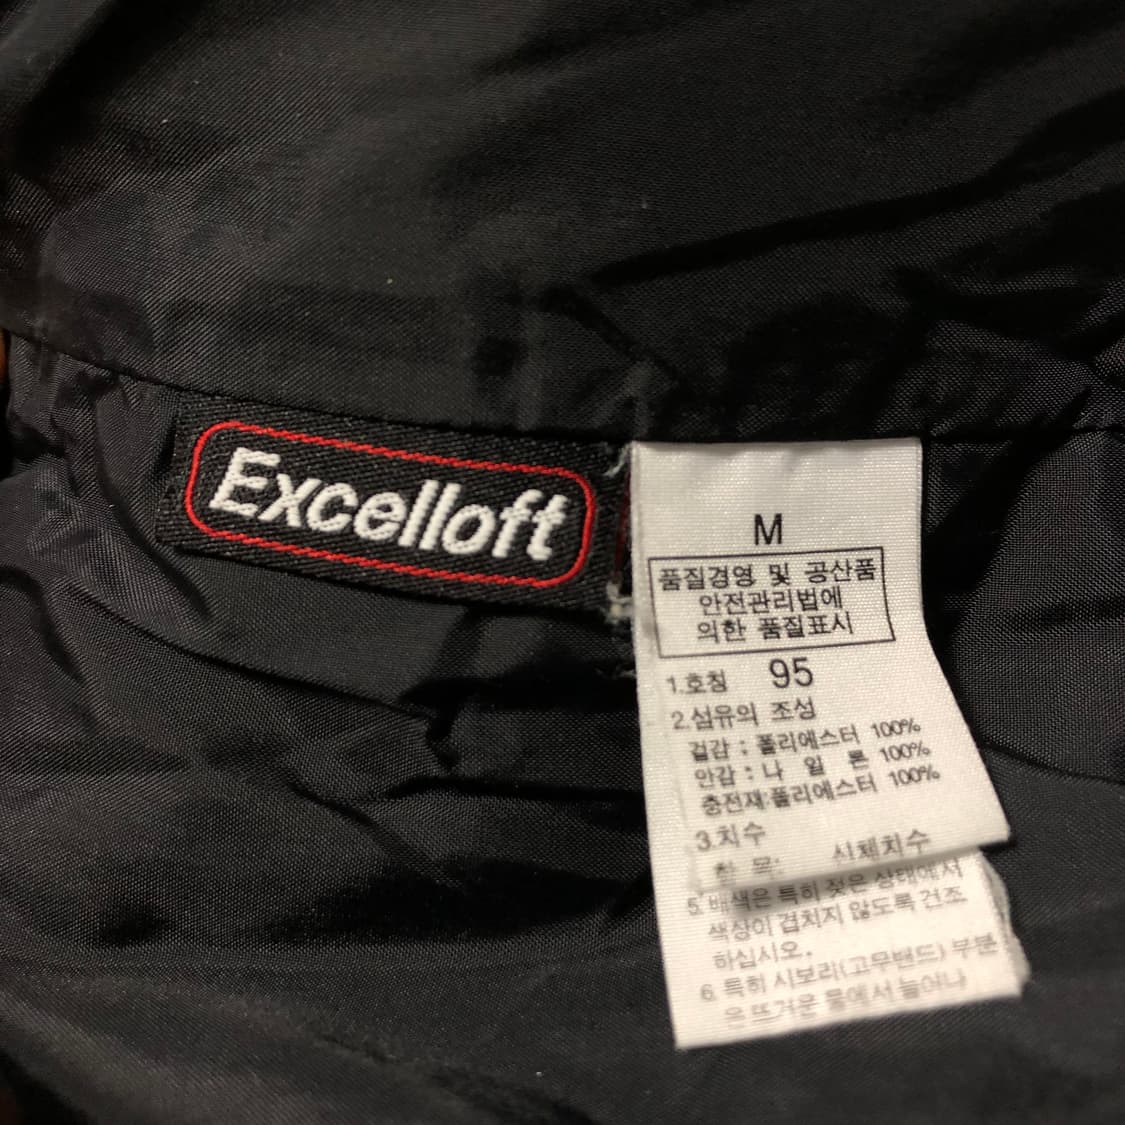 Excelloft
M
품질경영 및 공산품
안전관리법에
의한 품질표시
1.호칭 95
2.섬유의 조성
겉감 : 폴리에스터 100%
안감 : 나 일 론 100%
충전재:폴리에스터 100%
3.치수
항 목: 신체치수
5. 배색은 특히 젖은 상태에서
색상이 겹치지 않도록 건조
하십시오.
6. 특히 시보리(고무밴드) 부분
은 뜨거운 물에서 늘어나